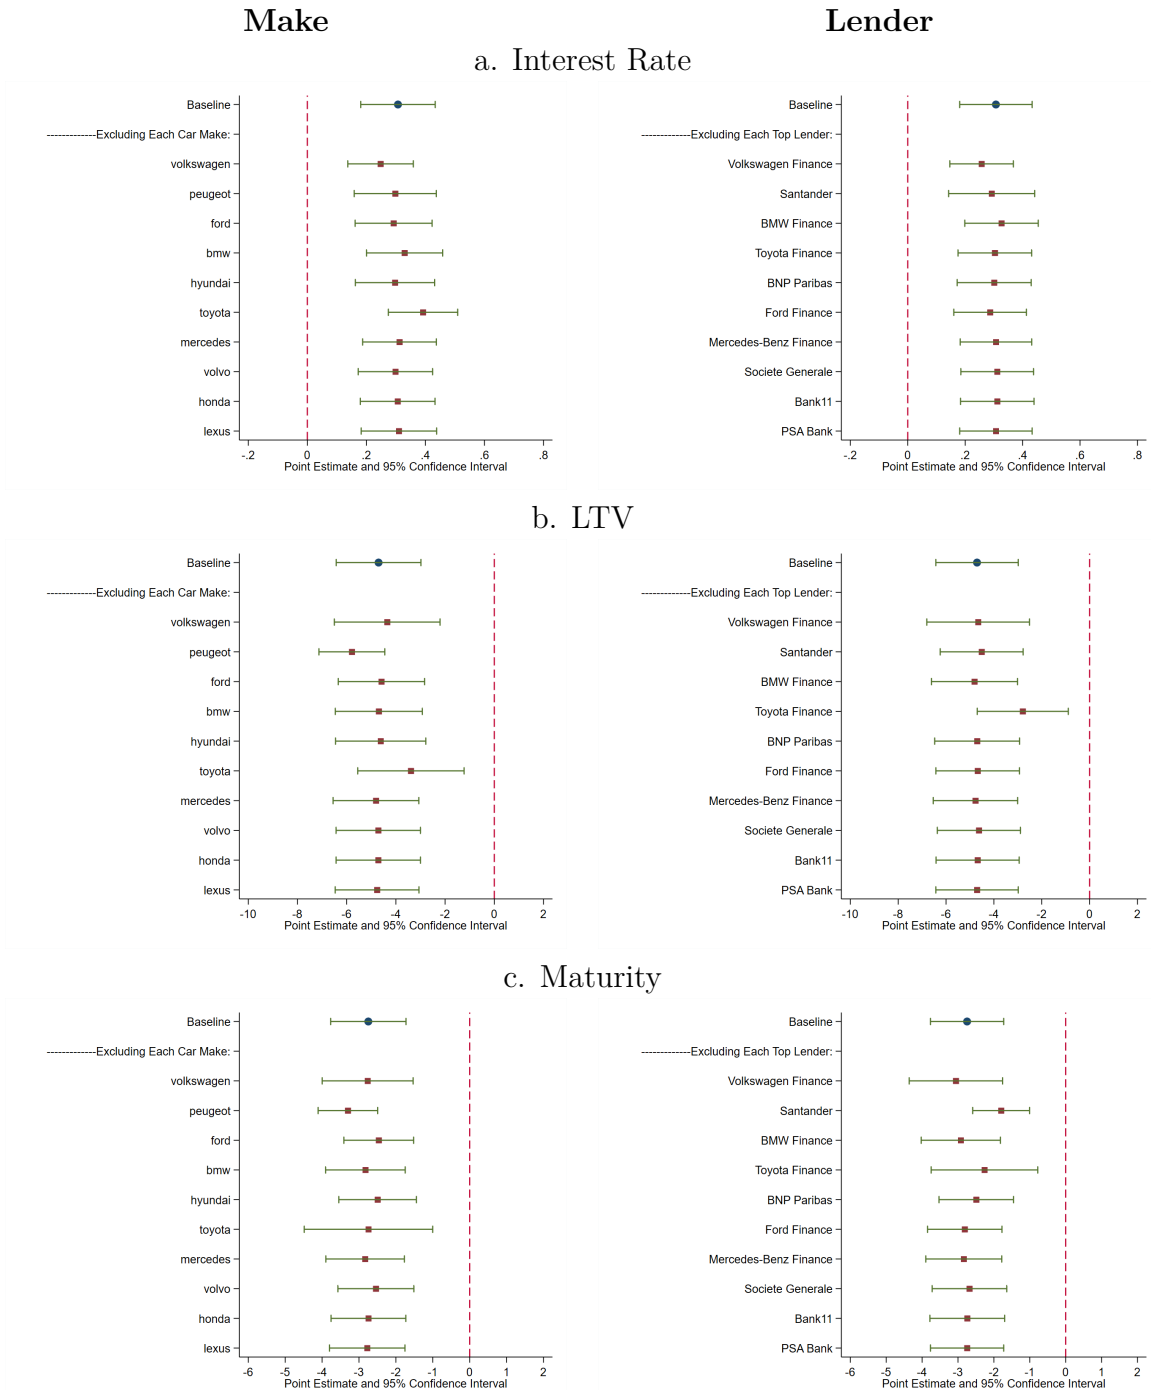 Make Lender
a. Interest Rate
Baseline
-------------Excluding Each Car Make:
volkswagen
peugeot
ford
bmw
hyundai
toyota
mercedes
volvo
honda
lexus
-.2 0 .2 .4 .6 .8
Point Estimate and 95% Confidence Interval
Baseline
-------------Excluding Each Top Lender:
Volkswagen Finance
Santander
BMW Finance
Toyota Finance
BNP Paribas
Ford Finance
Mercedes-Benz Finance
Societe Generale
Bank11
PSA Bank
-.2 0 .2 .4 .6 .8
Point Estimate and 95% Confidence Interval
b. LTV
Baseline
-------------Excluding Each Car Make:
volkswagen
peugeot
ford
bmw
hyundai
toyota
mercedes
volvo
honda
lexus
-10 -8 -6 -4 -2 0 2
Point Estimate and 95% Confidence Interval
Baseline
-------------Excluding Each Top Lender:
Volkswagen Finance
Santander
BMW Finance
Toyota Finance
BNP Paribas
Ford Finance
Mercedes-Benz Finance
Societe Generale
Bank11
PSA Bank
-10 -8 -6 -4 -2 0 2
Point Estimate and 95% Confidence Interval
c. Maturity
Baseline
-------------Excluding Each Car Make:
volkswagen
peugeot
ford
bmw
hyundai
toyota
mercedes
volvo
honda
lexus
-6 -5 -4 -3 -2 -1 0 1 2
Point Estimate and 95% Confidence Interval
Baseline
-------------Excluding Each Top Lender:
Volkswagen Finance
Santander
BMW Finance
Toyota Finance
BNP Paribas
Ford Finance
Mercedes-Benz Finance
Societe Generale
Bank11
PSA Bank
-6 -5 -4 -3 -2 -1 0 1 2
Point Estimate and 95% Confidence Interval